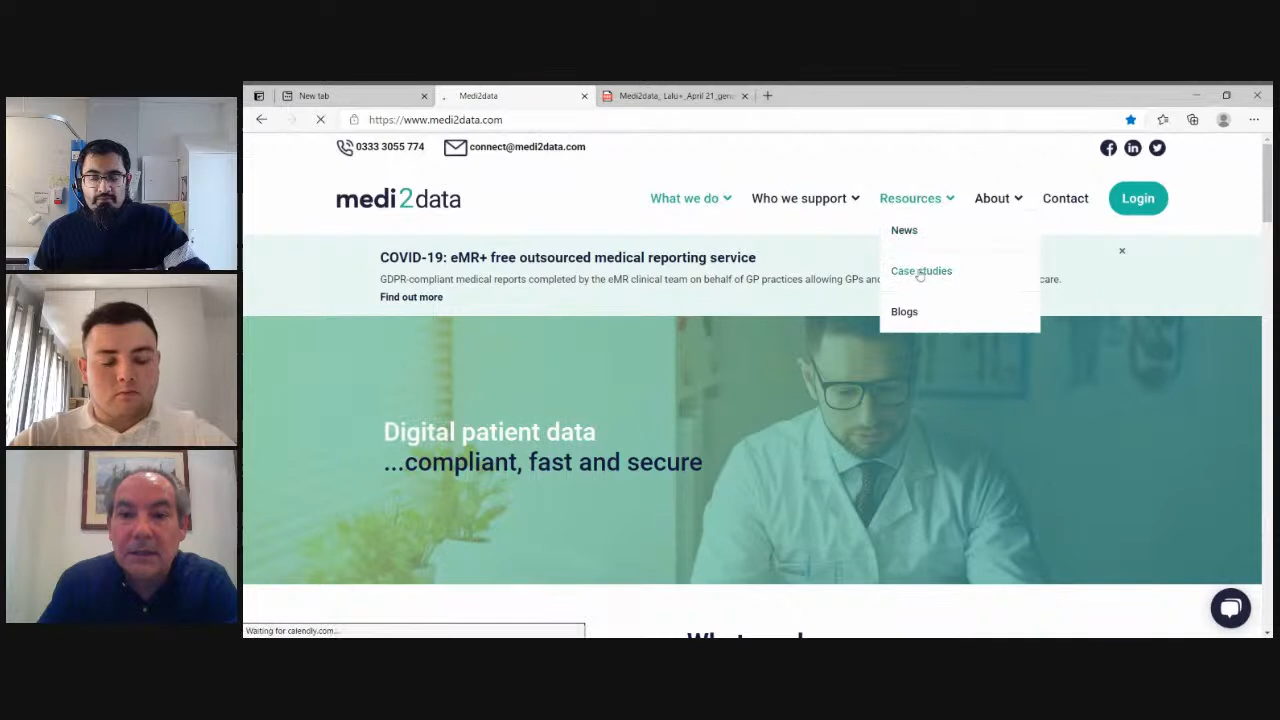 New tab
Medi2data
Medi2data_ Lalu+_April 21_gen
https://www.medi2data.com
0333 3055 774
connect@medi2data.com
medi2data
What we do
Who we support
Resources
About
Contact
Login
News
Case studies
Blogs
COVID-19: eMR+ free outsourced medical reporting service
GDPR-compliant medical reports completed by the eMR clinical team on behalf of GP practices allowing GPs and care.
Find out more
Digital patient data
...compliant, fast and secure
Waiting for calendly.com...